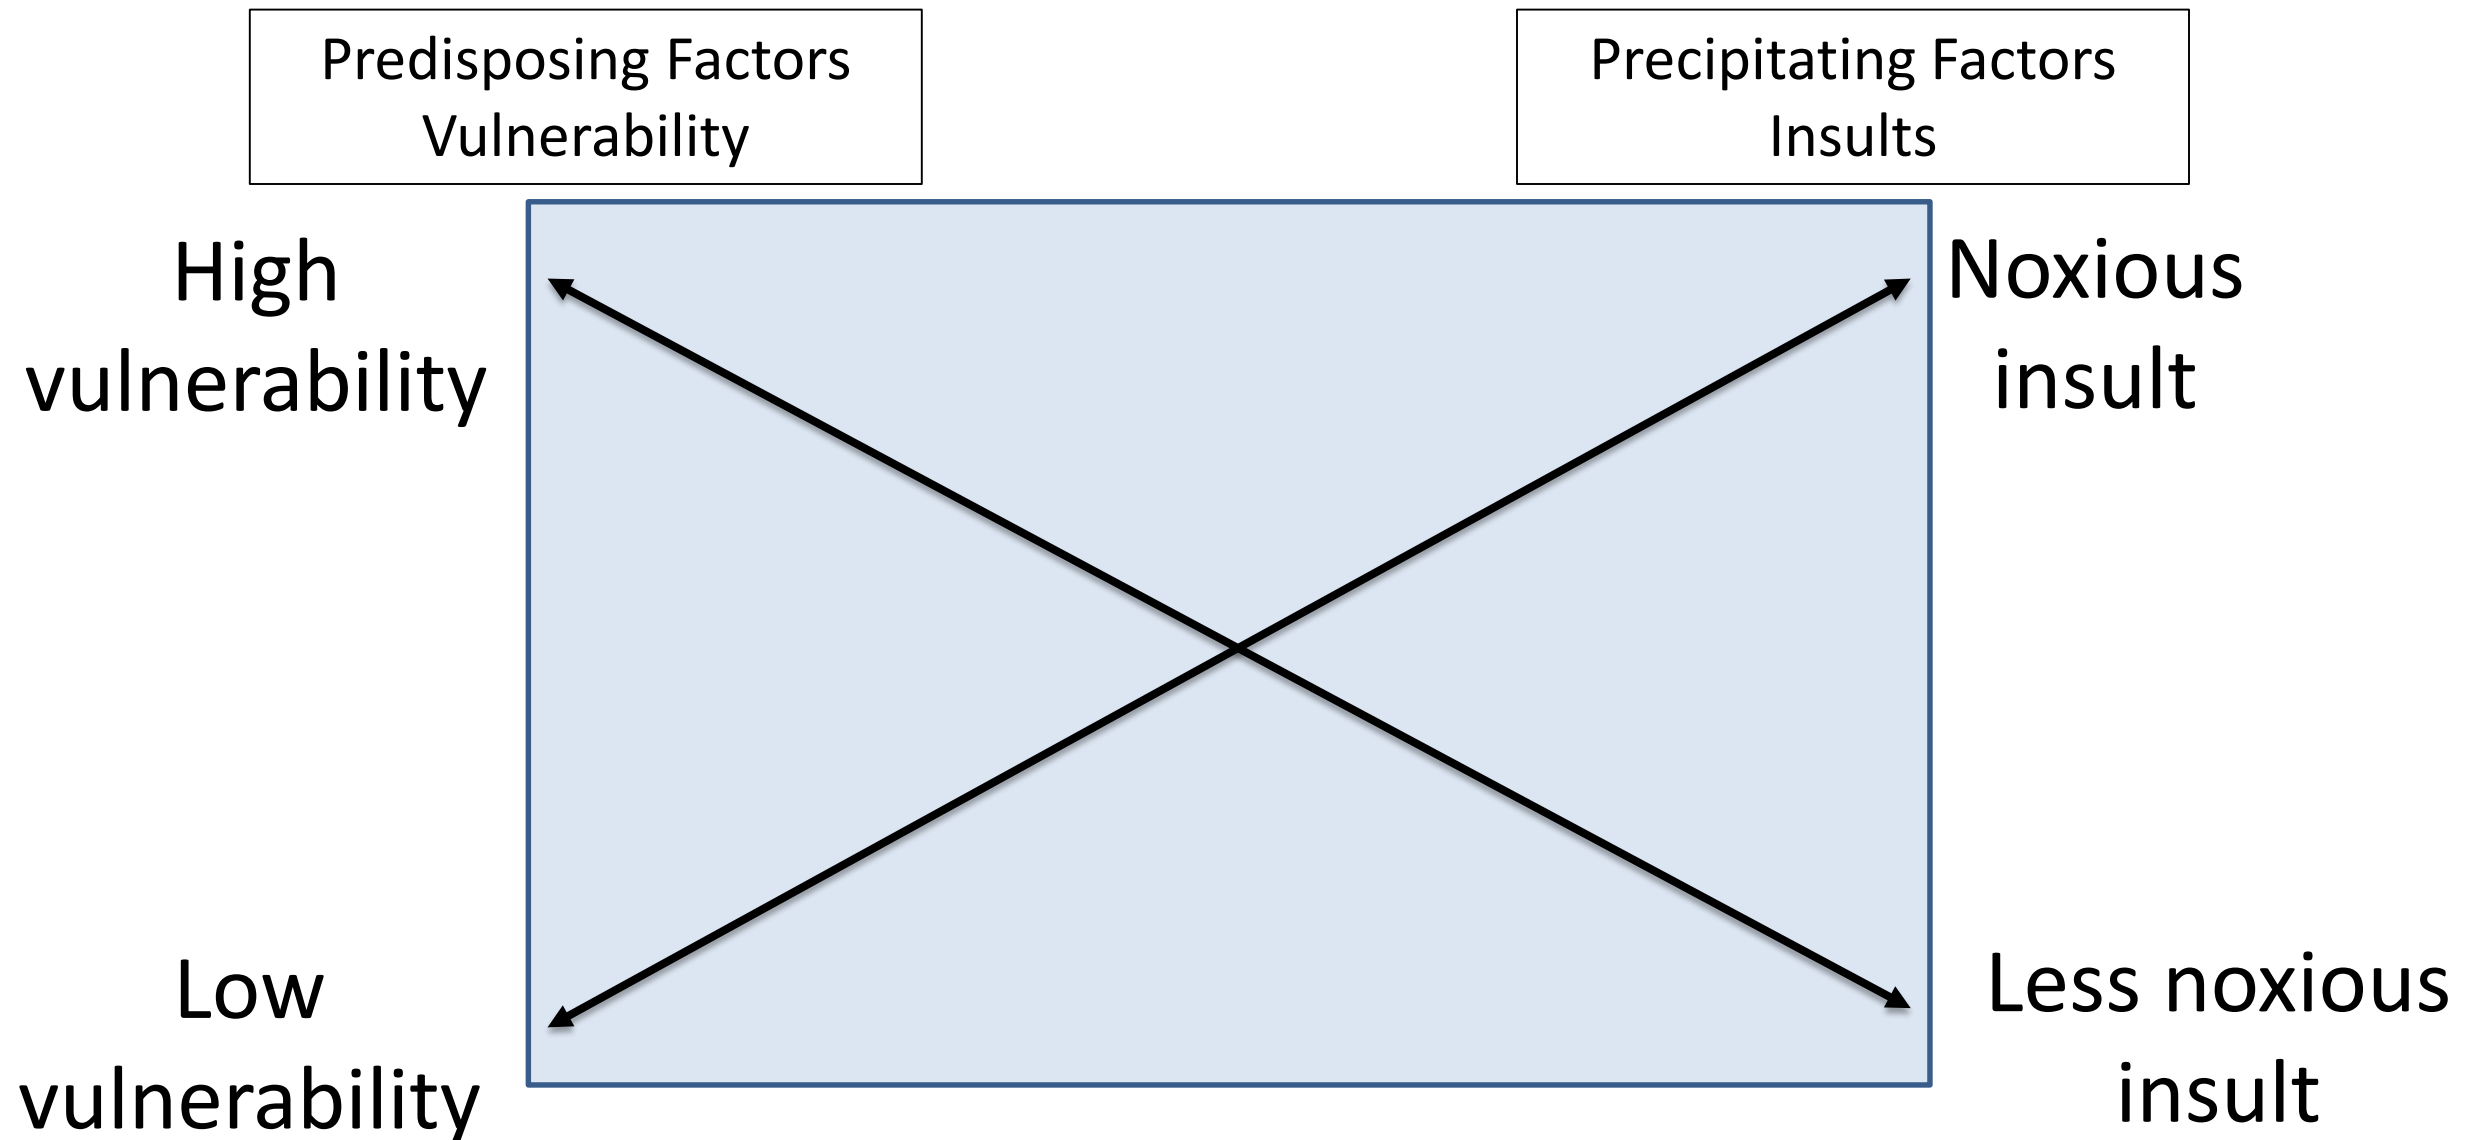 Predisposing Factors
Vulnerability
Precipitating Factors
Insults
High
vulnerability
Noxious
insult
Low
vulnerability
Less noxious
insult